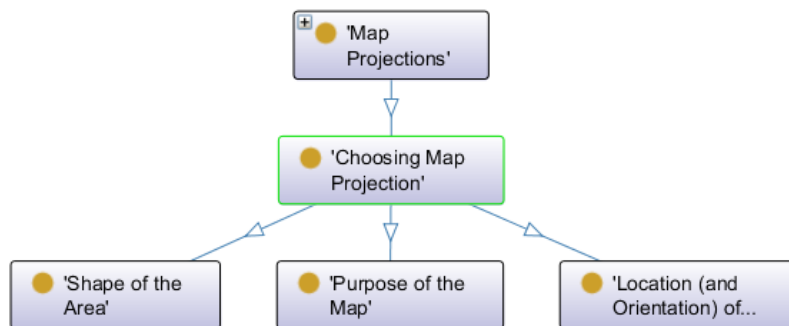 'Map
Projections'
'Choosing Map
Projection'
'Shape of the
Area'
'Purpose of the
Map'
'Location (and
Orientation) of...